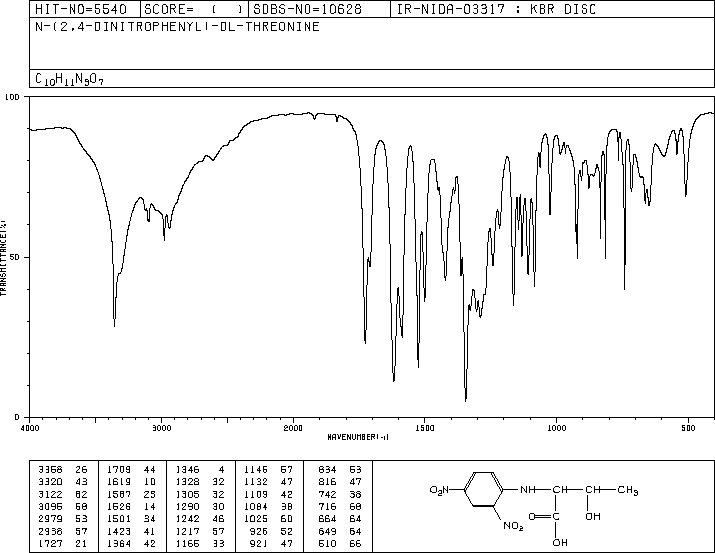 HIT-NO=5540 SCORE= ( ) SDBS-NO=10628 IR-NIDA-03317 : KBR DISC
N-(2,4-DINITROPHENYL)-DL-THREONINE
C10H11N3O7
100
50
0
TRANSMITTANCE(%)
4000 3000 2000 1500 1000 500
WAVENUMBER(-1)
3358 26 1709 44 1346 4 1145 57 834 53
3320 43 1619 10 1328 32 1132 47 816 47
3122 62 1587 25 1305 32 1109 42 742 38
3095 58 1526 14 1290 30 1084 38 716 68
2979 53 1501 34 1242 46 1025 60 664 64
2938 57 1423 41 1217 57 926 52 649 64
1727 21 1364 42 1165 33 921 47 510 66
O2N NH CH CH CH3
NO2 O=C OH
OH